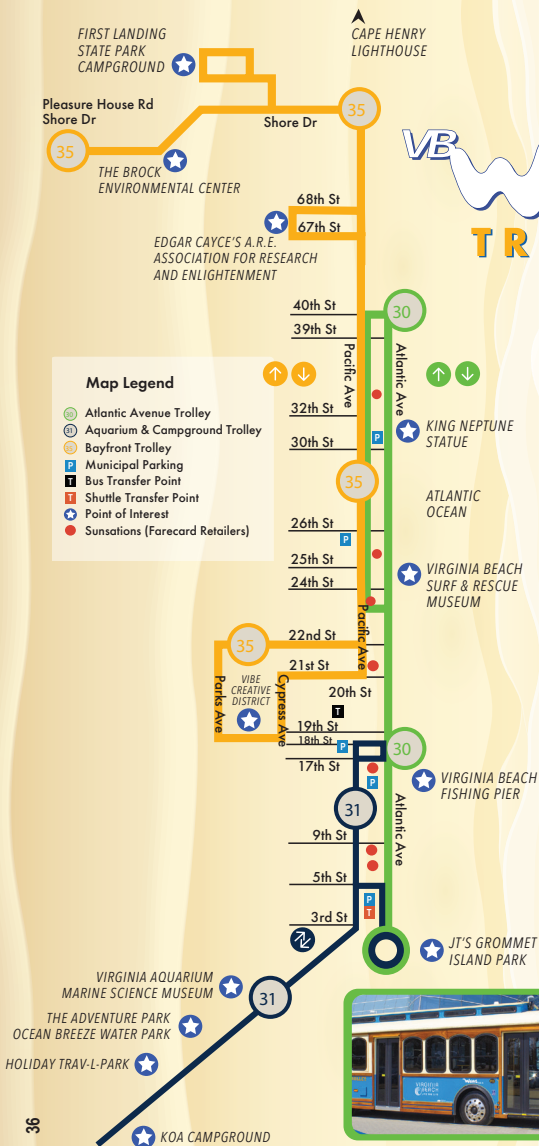 CAPE HENRY
LIGHTHOUSE
FIRST LANDING
STATE PARK
CAMPGROUND
Pleasure House Rd
Shore Dr
35
Shore Dr
35
VB
THE BROCK
ENVIRONMENTAL CENTER
68th St
67th St
EDGAR CAYCE'S A.R.E.
ASSOCIATION FOR RESEARCH
AND ENLIGHTENMENT
TR
40th St
30
39th St
Pacific Ave
Atlantic Ave
Map Legend
30 Atlantic Avenue Trolley
31 Aquarium & Campground Trolley
35 Bayfront Trolley
P Municipal Parking
T Bus Transfer Point
T Shuttle Transfer Point
Point of Interest
Sunsations (Farecard Retailers)
32th St
30th St
P
KING NEPTUNE
STATUE
35
ATLANTIC
OCEAN
26th St
P
25th St
24th St
VIRGINIA BEACH
SURF & RESCUE
MUSEUM
Pacific Ave
22nd St
35
21st St
Parks Ave
VIBE
CREATIVE
DISTRICT
Cypress Ave
20th St
T
19th St
18th St
P
30
17th St
P
VIRGINIA BEACH
FISHING PIER
31
Atlantic Ave
9th St
5th St
P
T
3rd St
JT'S GROMMET
ISLAND PARK
VIRGINIA AQUARIUM
MARINE SCIENCE MUSEUM
31
THE ADVENTURE PARK
OCEAN BREEZE WATER PARK
HOLIDAY TRAV-L-PARK
KOA CAMPGROUND
36
VIRGINIA
BEACH